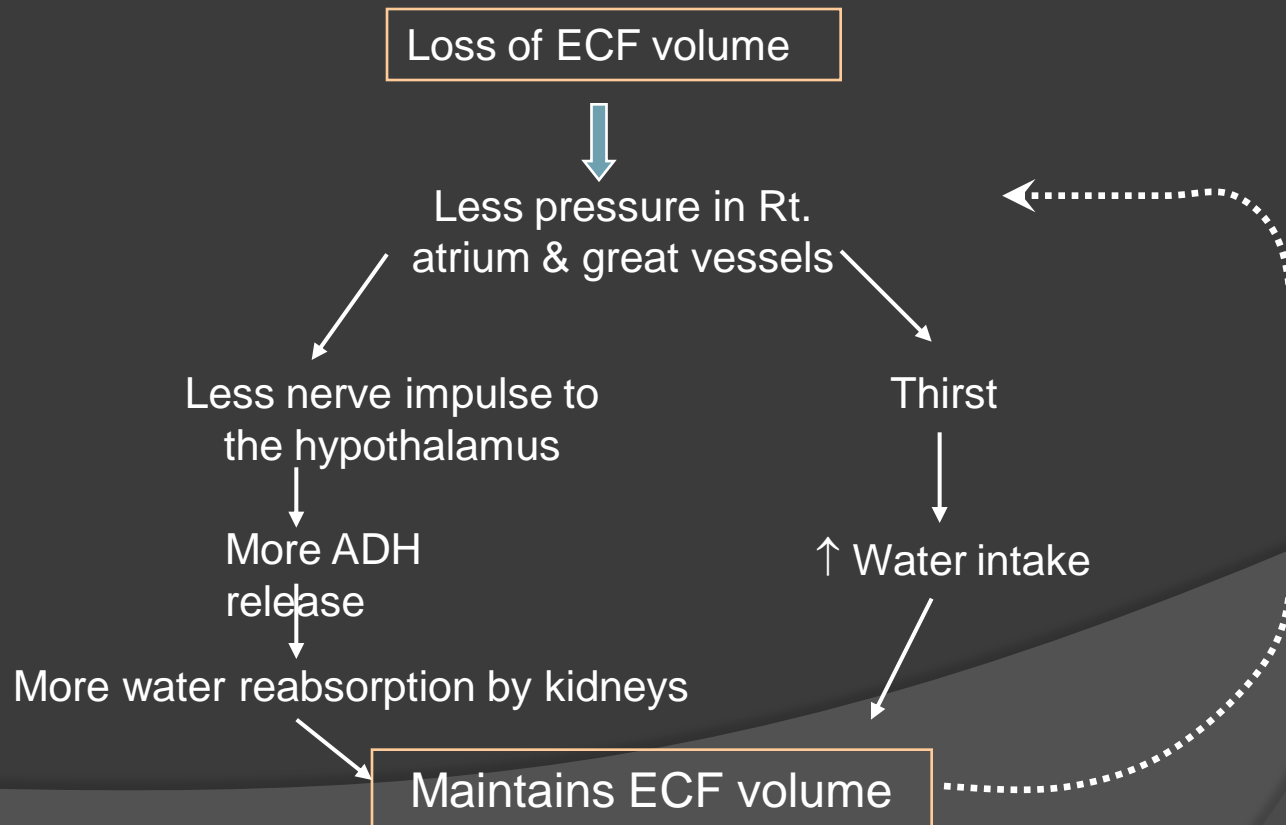 Loss of ECF volume
Less pressure in Rt.
atrium & great vessels
Less nerve impulse to
the hypothalamus
More ADH
release
More water reabsorption by kidneys
Thirst
↑ Water intake
Maintains ECF volume